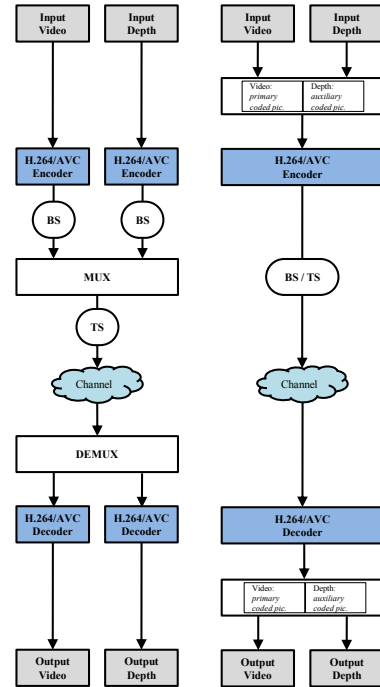 Input
Video
Input
Depth
H.264/AVC
Encoder
H.264/AVC
Encoder
BS
BS
MUX
TS
Channel
DEMUX
H.264/AVC
Decoder
H.264/AVC
Decoder
Output
Video
Output
Depth
Input
Video
Input
Depth
Video:
primary
coded pic.
Depth:
auxiliary
coded pic.
H.264/AVC
Encoder
BS / TS
Channel
H.264/AVC
Decoder
Video:
primary
coded pic.
Depth:
auxiliary
coded pic.
Output
Video
Output
Depth